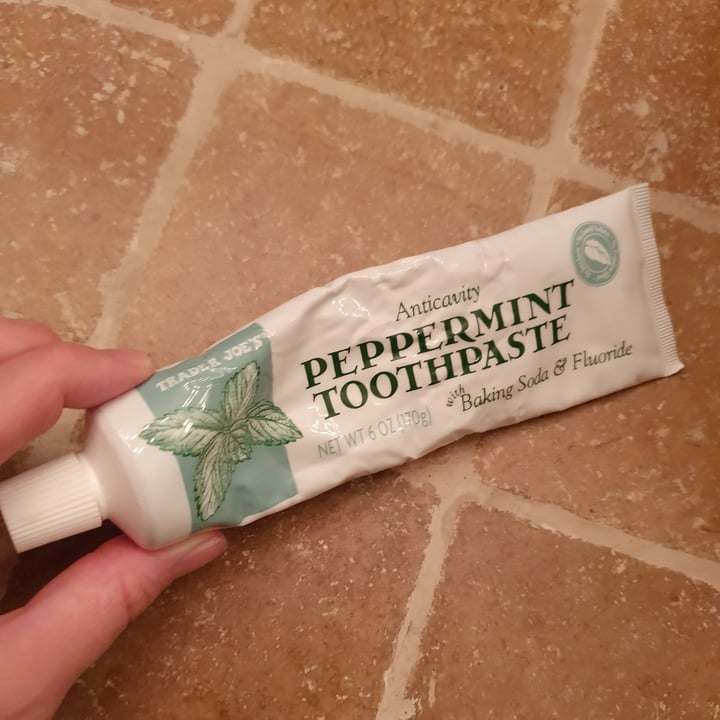 TRADER JOE'S
Anticavity
PEPPERMINT
TOOTHPASTE
with Baking Soda & Fluoride
NET WT 6 OZ (170g)